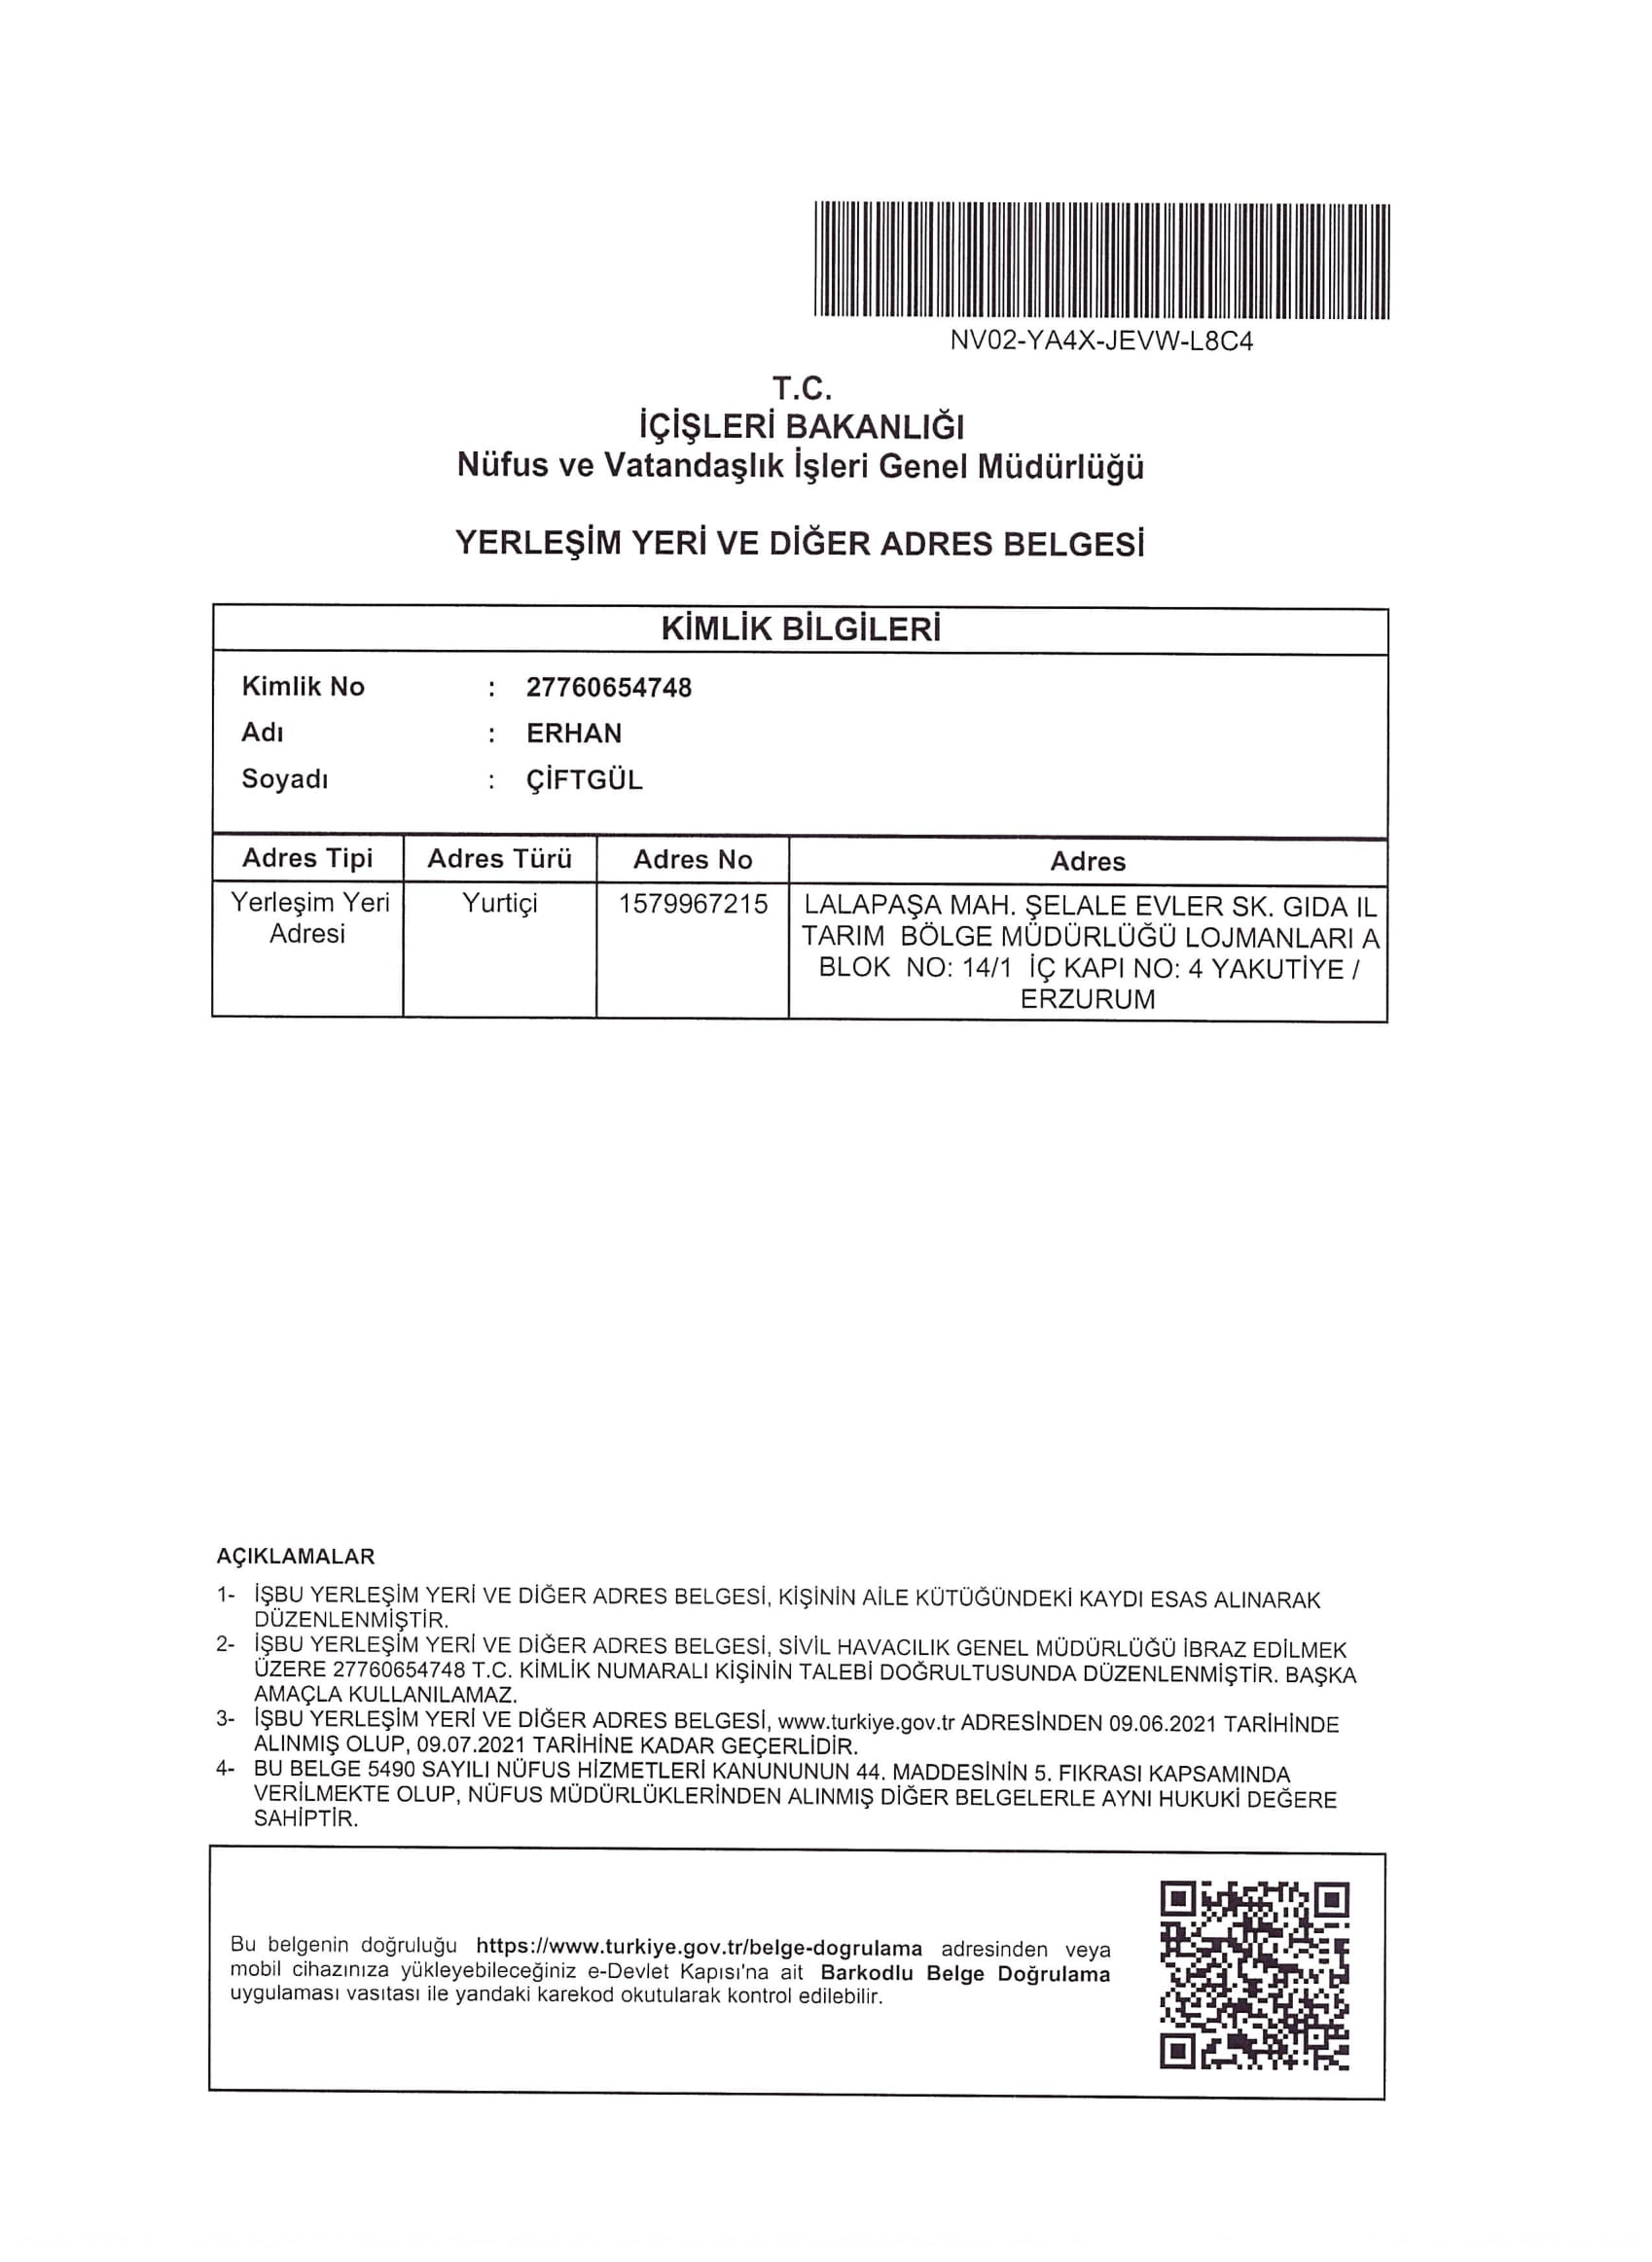 NV02-YA4X-JEVW-L8C4
T.C.
İÇİŞLERİ BAKANLIĞI
Nüfus ve Vatandaşlık İşleri Genel Müdürlüğü
YERLEŞİM YERİ VE DİĞER ADRES BELGESİ
KİMLİK BİLGİLERİ
Kimlik No : 27760654748
Adı : ERHAN
Soyadı : ÇİFTGÜL
Adres Tipi Adres Türü Adres No Adres
Yerleşim Yeri Yurtiçi 1579967215 LALAPAŞA MAH. ŞELALE EVLER SK. GIDA IL
Adresi TARIM BÖLGE MÜDÜRLÜĞÜ LOJMANLARI A
BLOK NO: 14/1 İÇ KAPI NO: 4 YAKUTİYE /
ERZURUM
AÇIKLAMALAR
1- İŞBU YERLEŞİM YERİ VE DİĞER ADRES BELGESİ, KİŞİNİN AİLE KÜTÜĞÜNDEKİ KAYDI ESAS ALINARAK
DÜZENLENMİŞTİR.
2- İŞBU YERLEŞİM YERİ VE DİĞER ADRES BELGESİ, SİVİL HAVACILIK GENEL MÜDÜRLÜĞÜ İBRAZ EDİLMEK
ÜZERE 27760654748 T.C. KİMLİK NUMARALI KİŞİNİN TALEBİ DOĞRULTUSUNDA DÜZENLENMİŞTİR. BAŞKA
AMAÇLA KULLANILAMAZ.
3- İŞBU YERLEŞİM YERİ VE DİĞER ADRES BELGESİ, www.turkiye.gov.tr ADRESİNDEN 09.06.2021 TARİHİNDE
ALINMIŞ OLUP, 09.07.2021 TARİHİNE KADAR GEÇERLİDİR.
4- BU BELGE 5490 SAYILI NÜFUS HİZMETLERİ KANUNUNUN 44. MADDESİNİN 5. FIKRASI KAPSAMINDA
VERİLMEKTE OLUP, NÜFUS MÜDÜRLÜKLERİNDEN ALINMIŞ DİĞER BELGELERLE AYNI HUKUKİ DEĞERE
SAHİPTİR.
Bu belgenin doğruluğu https://www.turkiye.gov.tr/belge-dogrulama adresinden veya
mobil cihazınıza yükleyebileceğiniz e-Devlet Kapısı'na ait Barkodlu Belge Doğrulama
uygulaması vasıtası ile yandaki karekod okutularak kontrol edilebilir.